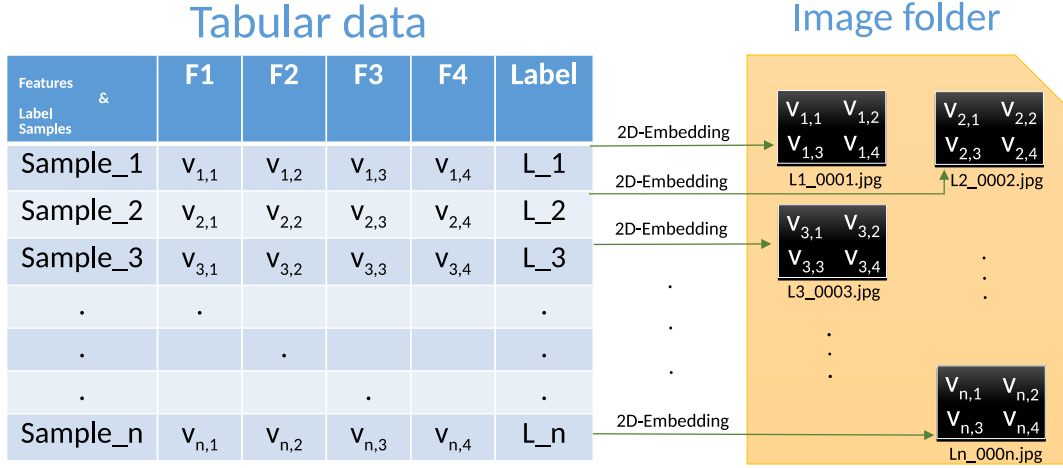 Tabular data
Image folder
Features & Label Samples F1 F2 F3 F4 Label
Sample_1 v1,1 v1,2 v1,3 v1,4 L_1
Sample_2 v2,1 v2,2 v2,3 v2,4 L_2
Sample_3 v3,1 v3,2 v3,3 v3,4 L_3
. . .
. . .
. . .
Sample_n vn,1 vn,2 vn,3 vn,4 L_n
2D-Embedding
2D-Embedding
2D-Embedding
.
.
.
2D-Embedding
v1,1 v1,2
v1,3 v1,4
L1_0001.jpg
v2,1 v2,2
v2,3 v2,4
L2_0002.jpg
v3,1 v3,2
v3,3 v3,4
L3_0003.jpg
.
.
.
.
.
.
vn,1 vn,2
vn,3 vn,4
Ln_000n.jpg